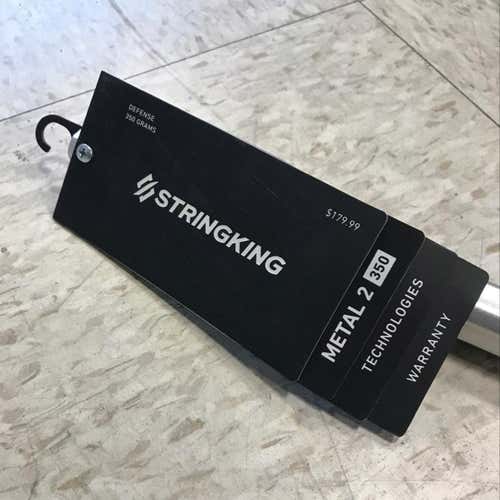 DEFENSE
350 GRAMS
STRINGKING
$179.99
METAL 2 350
TECHNOLOGIES
WARRANTY